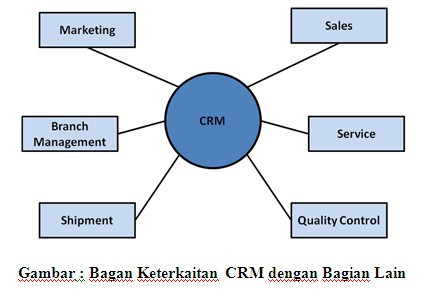 Marketing
Sales
Branch
Management
CRM
Service
Shipment
Quality Control
Gambar : Bagan Keterkaitan CRM dengan Bagian Lain